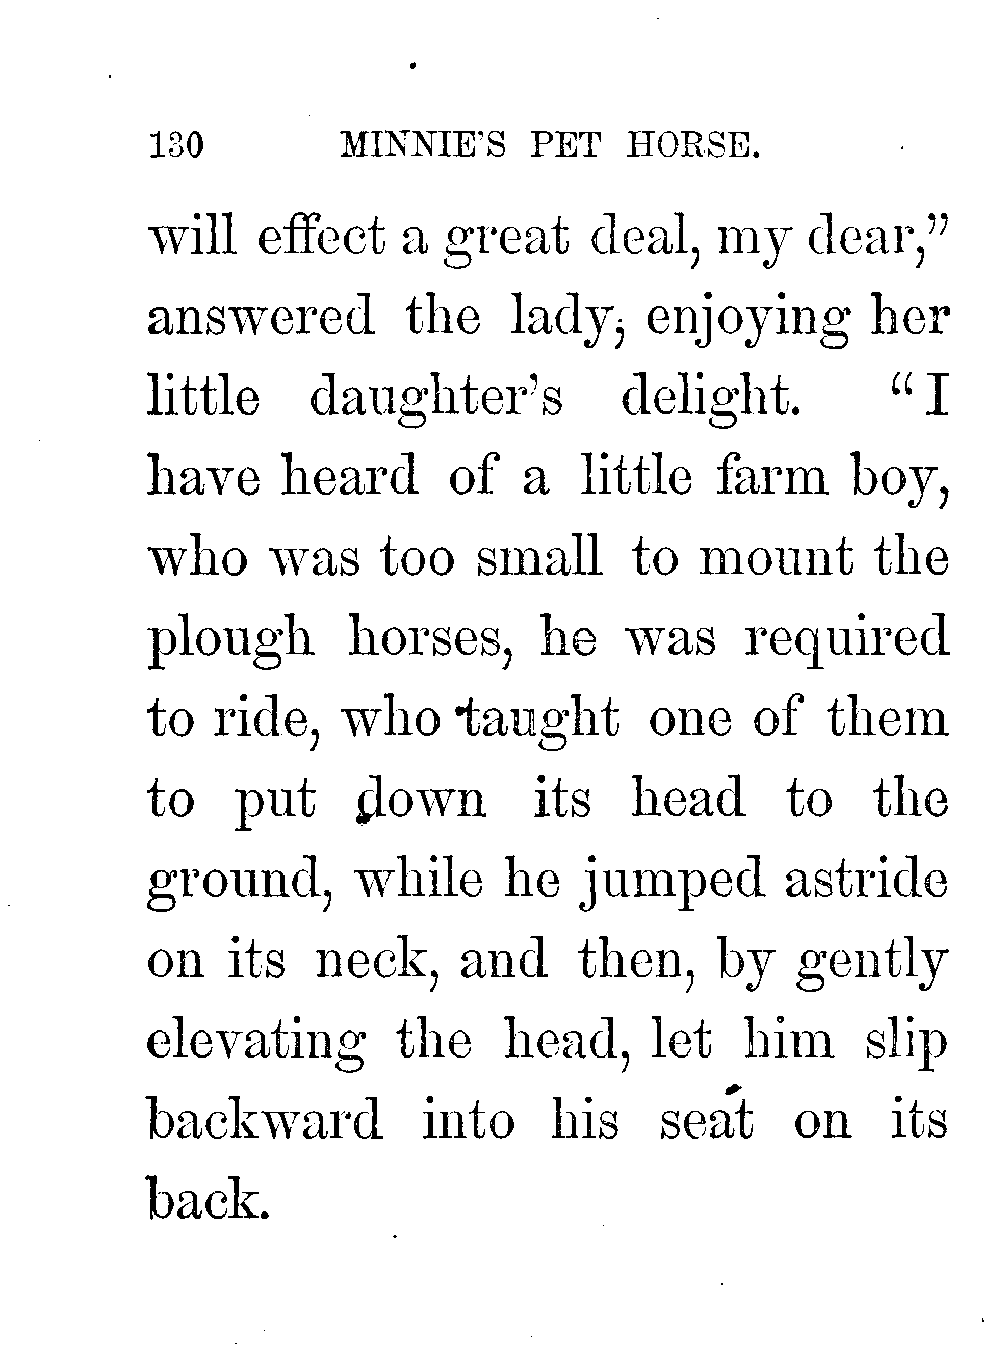 130 MINNIE'S PET HORSE.
will effect a great deal, my dear,”
answered the lady, enjoying her
little daughter's delight. “I
have heard of a little farm boy,
who was too small to mount the
plough horses, he was required
to ride, who taught one of them
to put down its head to the
ground, while he jumped astride
on its neck, and then, by gently
elevating the head, let him slip
backward into his seat on its
back.